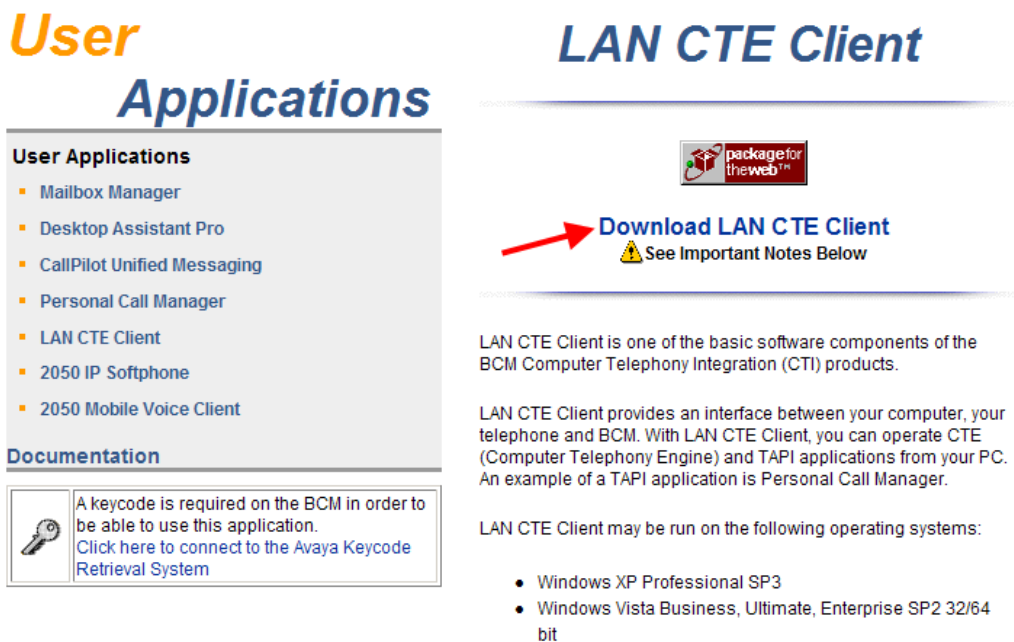 User
Applications
User Applications
Mailbox Manager
Desktop Assistant Pro
CallPilot Unified Messaging
Personal Call Manager
LAN CTE Client
2050 IP Softphone
2050 Mobile Voice Client
Documentation
A keycode is required on the BCM in order to
be able to use this application.
Click here to connect to the Avaya Keycode
Retrieval System
LAN CTE Client
packagefor
theweb™
Download LAN CTE Client
See Important Notes Below
LAN CTE Client is one of the basic software components of the
BCM Computer Telephony Integration (CTI) products.
LAN CTE Client provides an interface between your computer, your
telephone and BCM. With LAN CTE Client, you can operate CTE
(Computer Telephony Engine) and TAPI applications from your PC.
An example of a TAPI application is Personal Call Manager.
LAN CTE Client may be run on the following operating systems:
• Windows XP Professional SP3
• Windows Vista Business, Ultimate, Enterprise SP2 32/64
bit